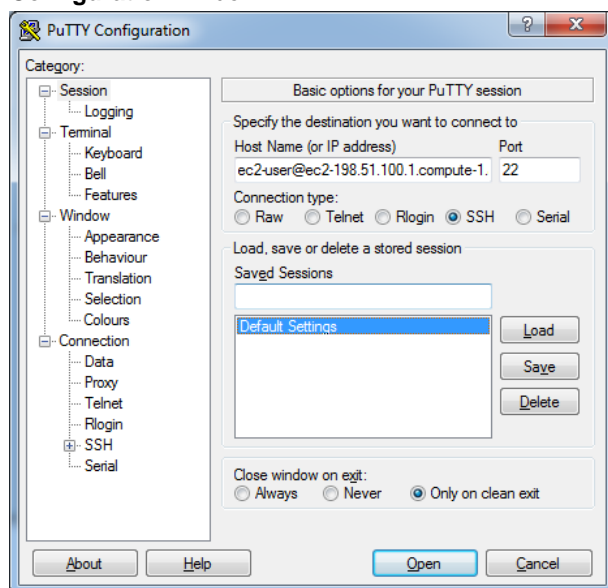 PuTTY Configuration
Category:
Session
Logging
Terminal
Keyboard
Bell
Features
Window
Appearance
Behaviour
Translation
Selection
Colours
Connection
Data
Proxy
Telnet
Rlogin
SSH
Serial
Basic options for your PuTTY session
Specify the destination you want to connect to
Host Name (or IP address) Port
ec2-user@ec2-198.51.100.1.compute-1. 22
Connection type:
Raw Telnet Rlogin SSH Serial
Load, save or delete a stored session
Saved Sessions
Default Settings
Load
Save
Delete
Close window on exit:
Always Never Only on clean exit
About Help Open Cancel